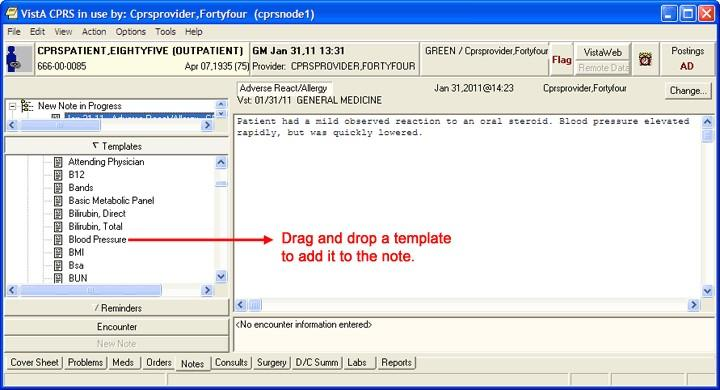 VistA CPRS in use by: Cprsprovider,Fortyfour (cprsnode1)
File Edit View Action Options Tools Help
CPRSPATIENT,EIGHTYFIVE (OUTPATIENT)
666-00-0085 Apr 07,1935 (75)
GM Jan 31,11 13:31
Provider: CPRSPROVIDER,FORTYFOUR
GREEN / Cprsprovider,Fortyfour
Flag
VistaWeb
Remote Data
Postings
AD
New Note in Progress
Jan 31,11 Adverse React/Allergy
Adverse React/Allergy Jan 31,2011@14:23 Cprsprovider,Fortyfour
Vst: 01/31/11 GENERAL MEDICINE
Change...
Templates
Attending Physician
B12
Bands
Basic Metabolic Panel
Bilirubin, Direct
Bilirubin, Total
Blood Pressure
BMI
Bsa
BUN
Patient had a mild observed reaction to an oral steroid. Blood pressure elevated
rapidly, but was quickly lowered.
Drag and drop a template
to add it to the note.
Reminders
Encounter
New Note
<No encounter information entered>
Cover Sheet Problems Meds Orders Notes Consults Surgery D/C Summ Labs Reports